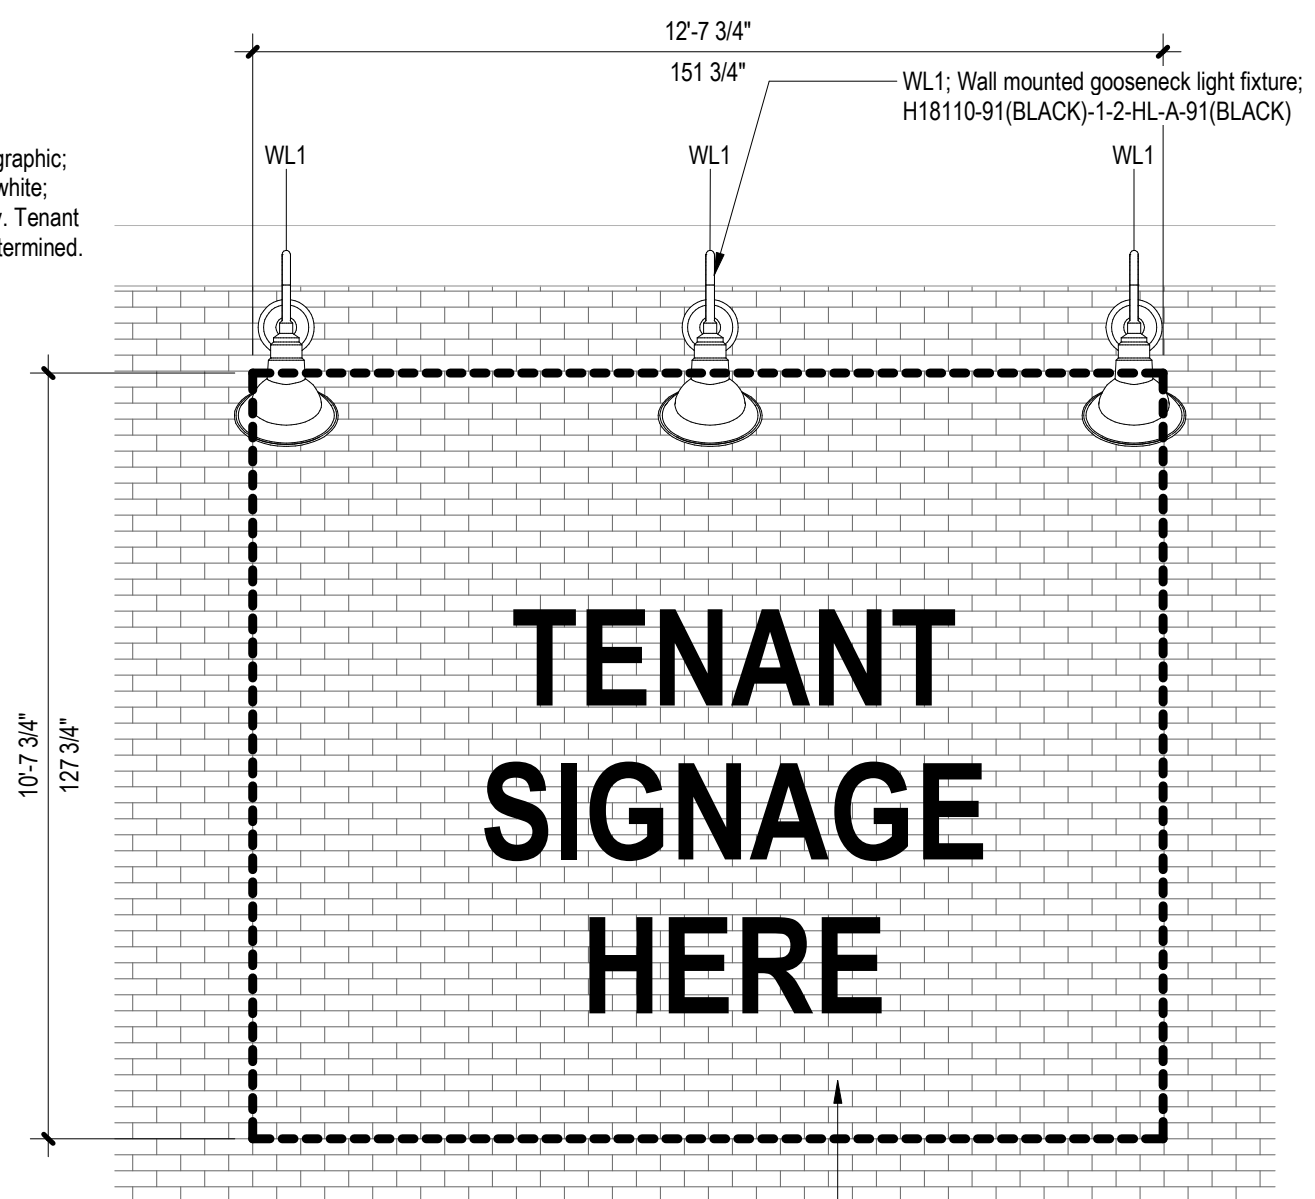 12'-7 3/4"
151 3/4"
WL1; Wall mounted gooseneck light fixture;
H18110-91(BLACK)-1-2-HL-A-91(BLACK)
graphic;
white;
. Tenant
termined.
WL1
WL1
WL1
10'-7 3/4"
127 3/4"
TENANT
SIGNAGE
HERE